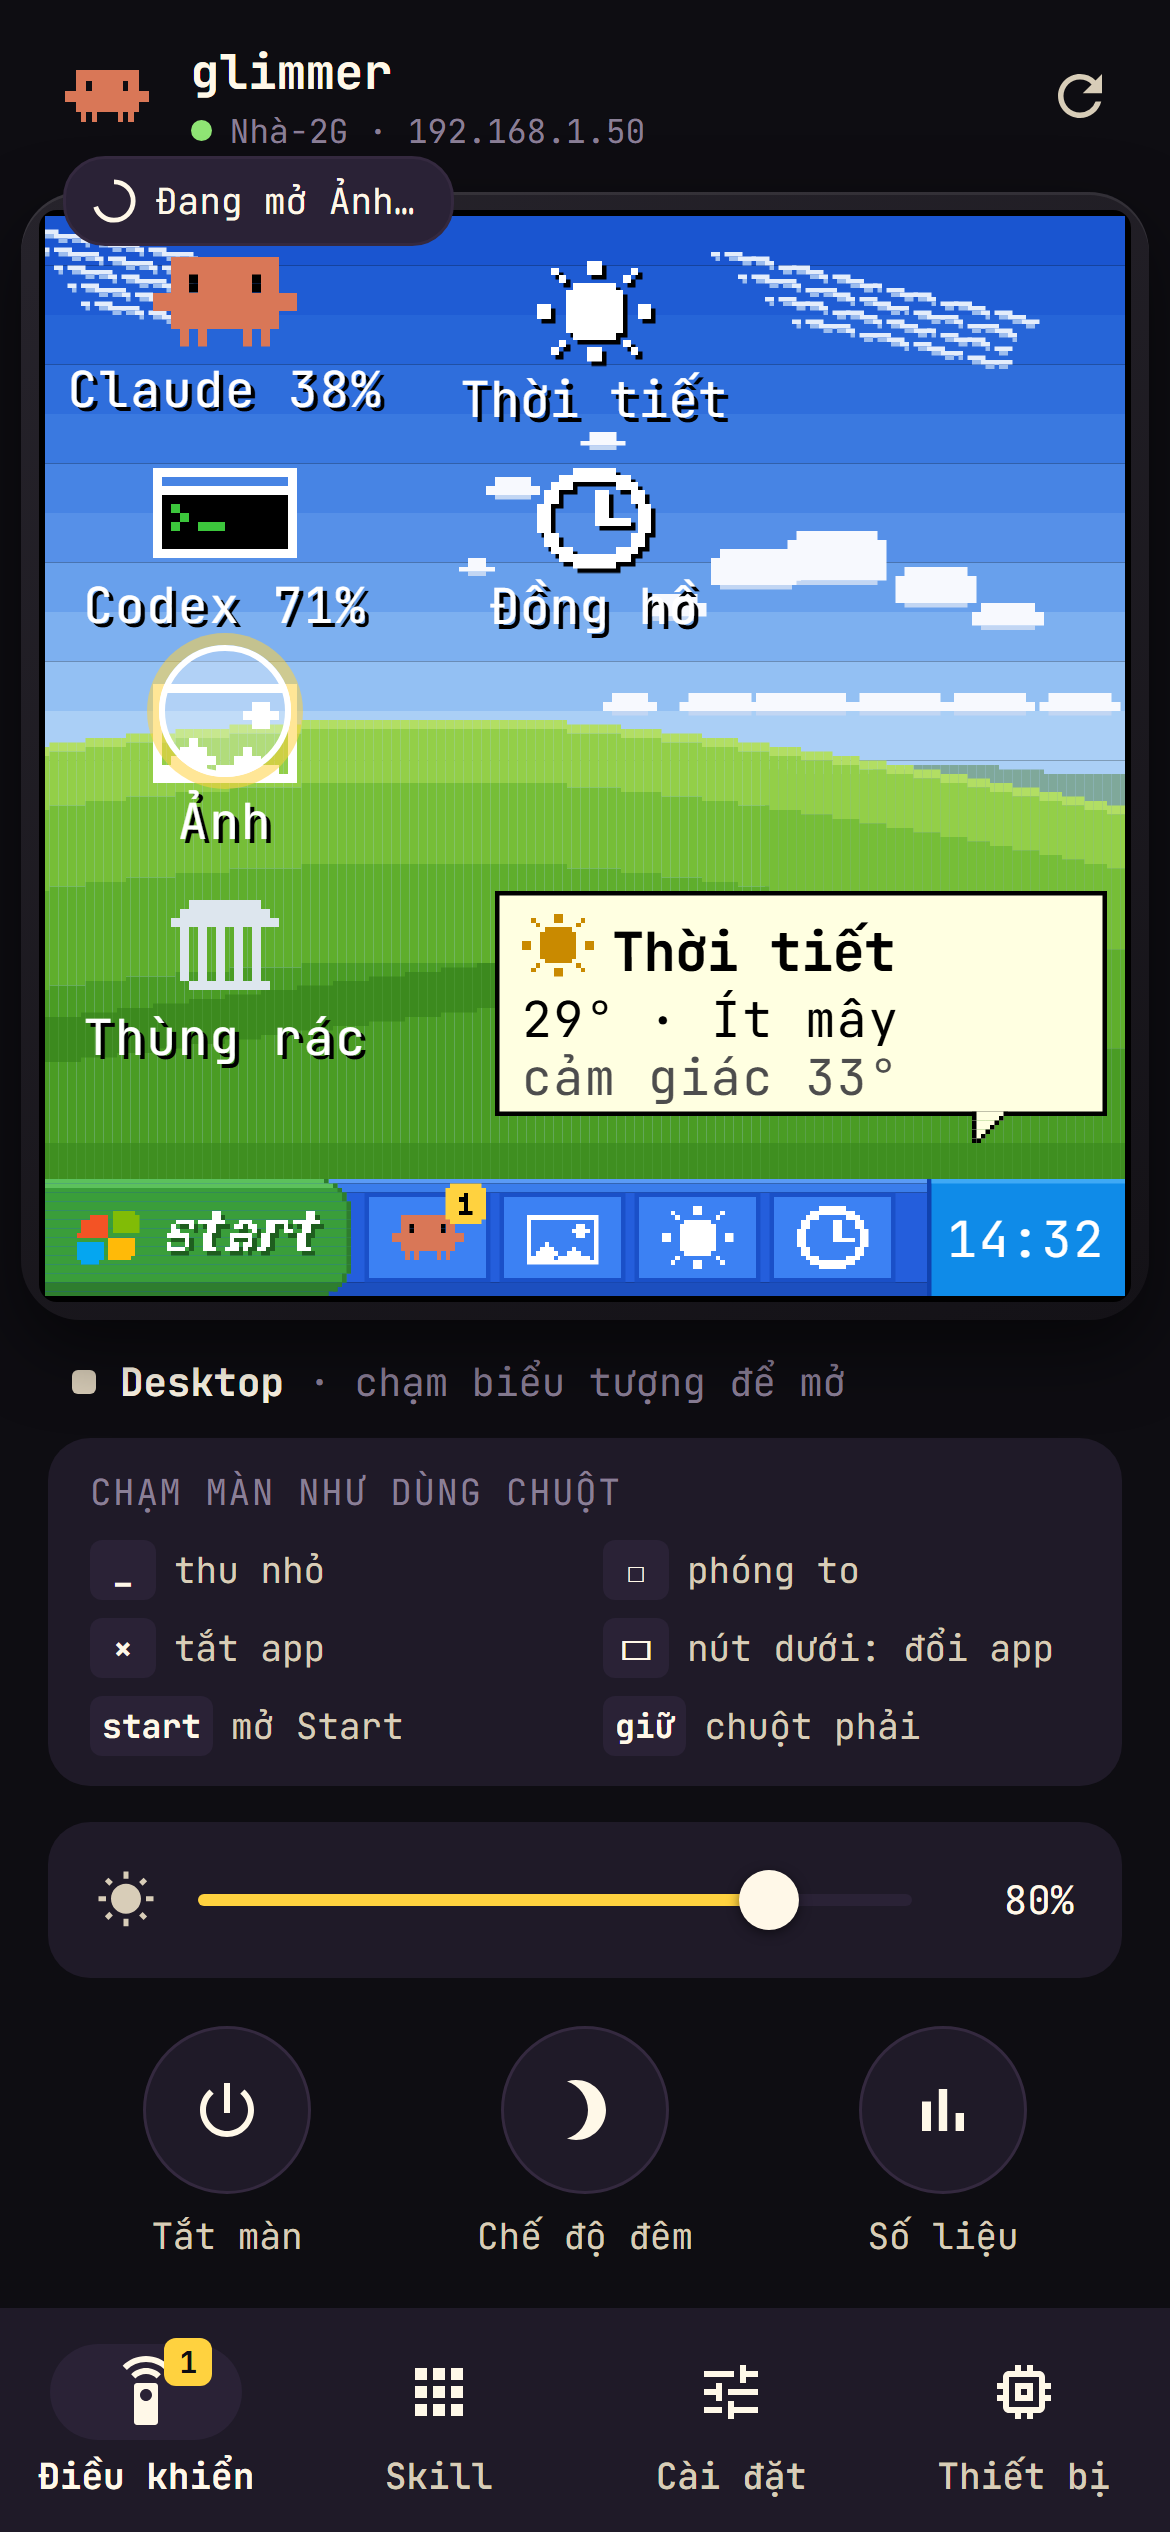 glimmer
Nhà-2G · 192.168.1.50
Đang mở Ảnh…
Claude 38%
Thời tiết
Codex 71%
Đồng hồ
Ảnh
Thùng rác
Thời tiết
29° · Ít mây
cảm giác 33°
start
1
14:32
Desktop · chạm biểu tượng để mở
CHẠM MÀN NHƯ DÙNG CHUỘT
_ thu nhỏ
□ phóng to
× tắt app
▭ nút dưới: đổi app
start mở Start
giữ chuột phải
80%
Tắt màn
Chế độ đêm
Số liệu
1
Điều khiển
Skill
Cài đặt
Thiết bị